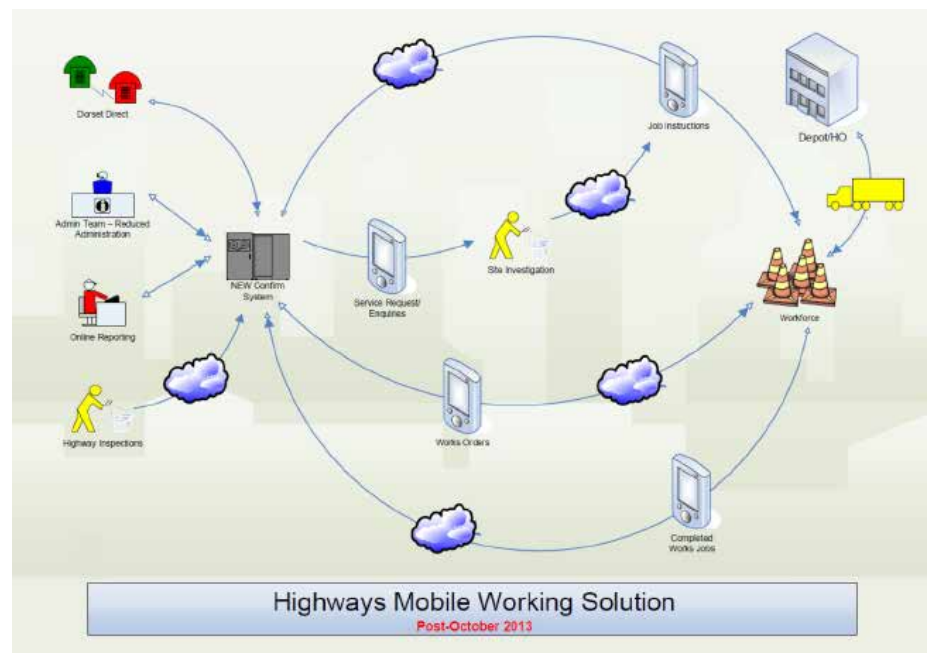 Dorset Direct
Job Instructions
Depot/HO
Admin Team – Reduced
Administration
NEW Confirm
System
Service Request/
Enquiries
Site Investigation
Workforce
Online Reporting
Highway Inspections
Works Orders
Completed
Works Jobs
Highways Mobile Working Solution
Post-October 2013